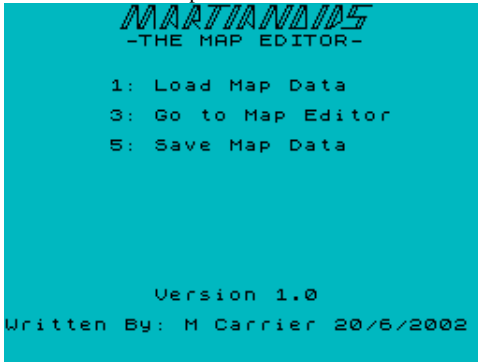 MARTIANOIDS
-THE MAP EDITOR-
1: Load Map Data
3: Go to Map Editor
5: Save Map Data
Version 1.0
Written By: M Carrier 20/6/2002